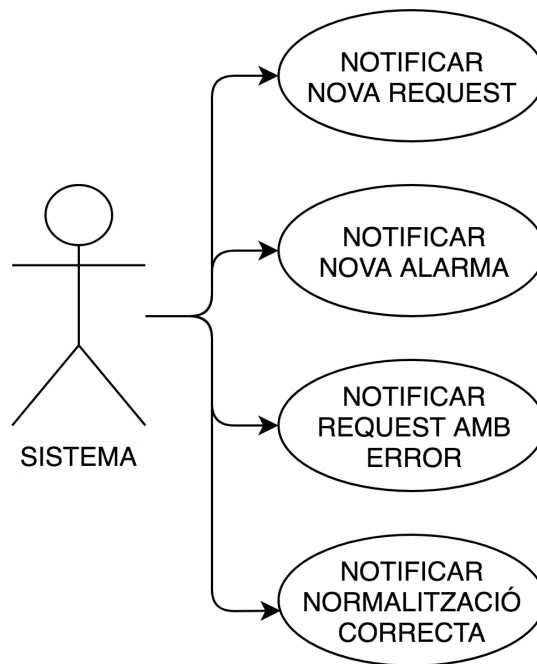 NOTIFICAR
NOVA REQUEST
NOTIFICAR
NOVA ALARMA
NOTIFICAR
REQUEST AMB
ERROR
SISTEMA
NOTIFICAR
NORMALITZACIÓ
CORRECTA